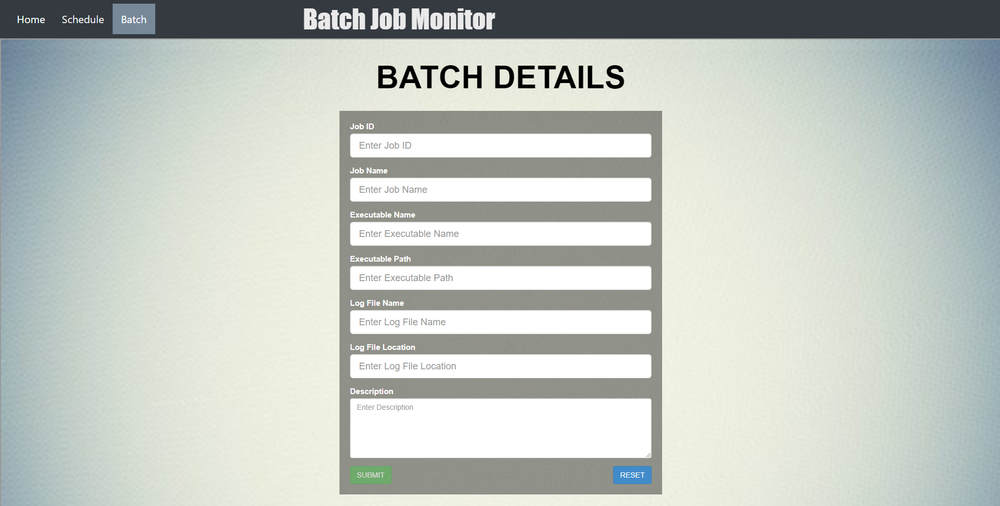 Home Schedule Batch Batch Job Monitor
BATCH DETAILS
Job ID
Enter Job ID
Job Name
Enter Job Name
Executable Name
Enter Executable Name
Executable Path
Enter Executable Path
Log File Name
Enter Log File Name
Log File Location
Enter Log File Location
Description
Enter Description
SUBMIT RESET